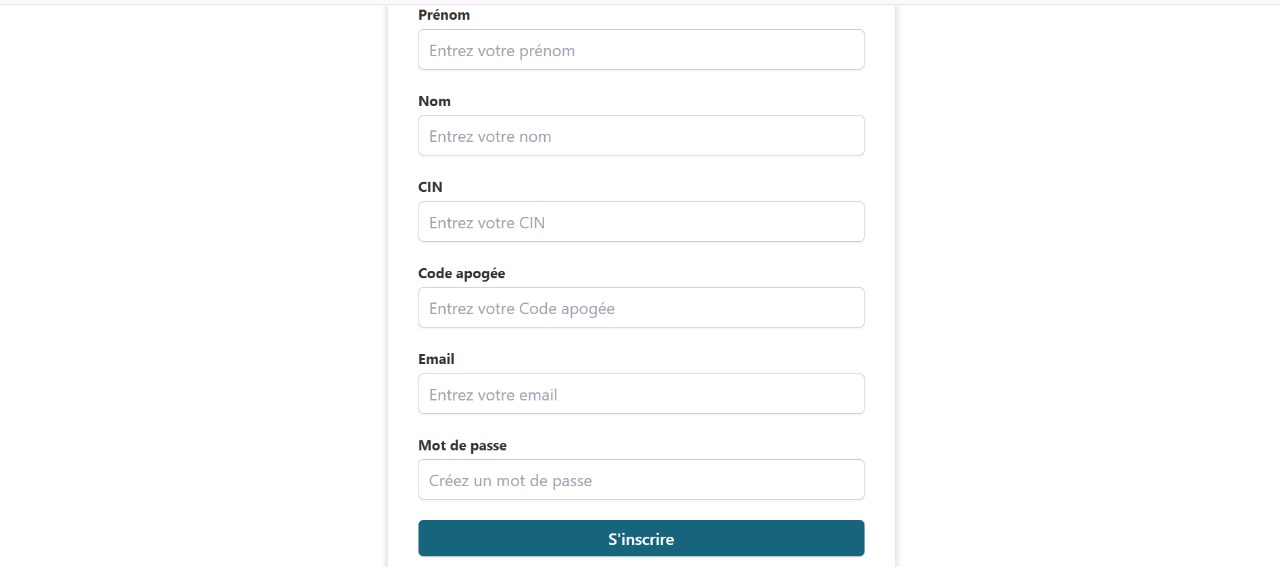 Prénom
Entrez votre prénom
Nom
Entrez votre nom
CIN
Entrez votre CIN
Code apogée
Entrez votre Code apogée
Email
Entrez votre email
Mot de passe
Créez un mot de passe
S'inscrire